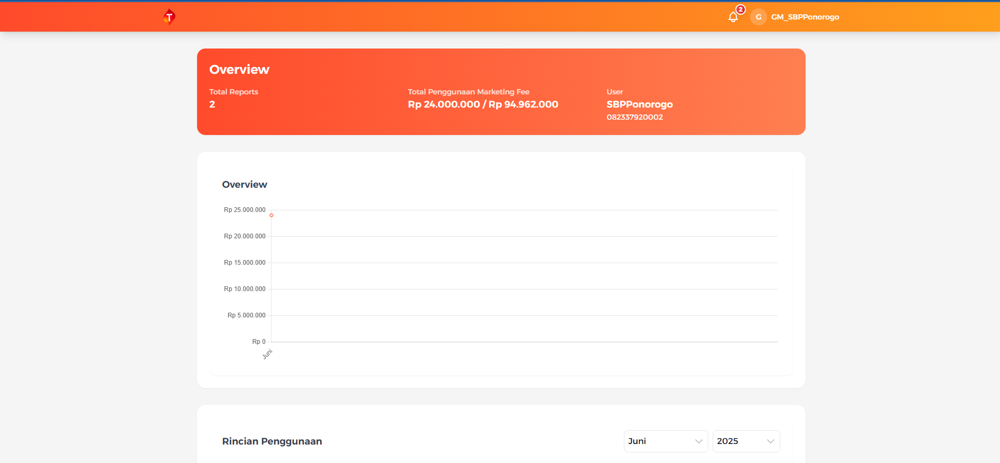 T
2
G
GM_SBPPonorogo
Overview
Total Reports
2
Total Penggunaan Marketing Fee
Rp 24.000.000 / Rp 94.962.000
User
SBPPonorogo
082337920002
Overview
Rp 25.000.000
Rp 20.000.000
Rp 15.000.000
Rp 10.000.000
Rp 5.000.000
Rp 0
Juni
Rincian Penggunaan
Juni
2025